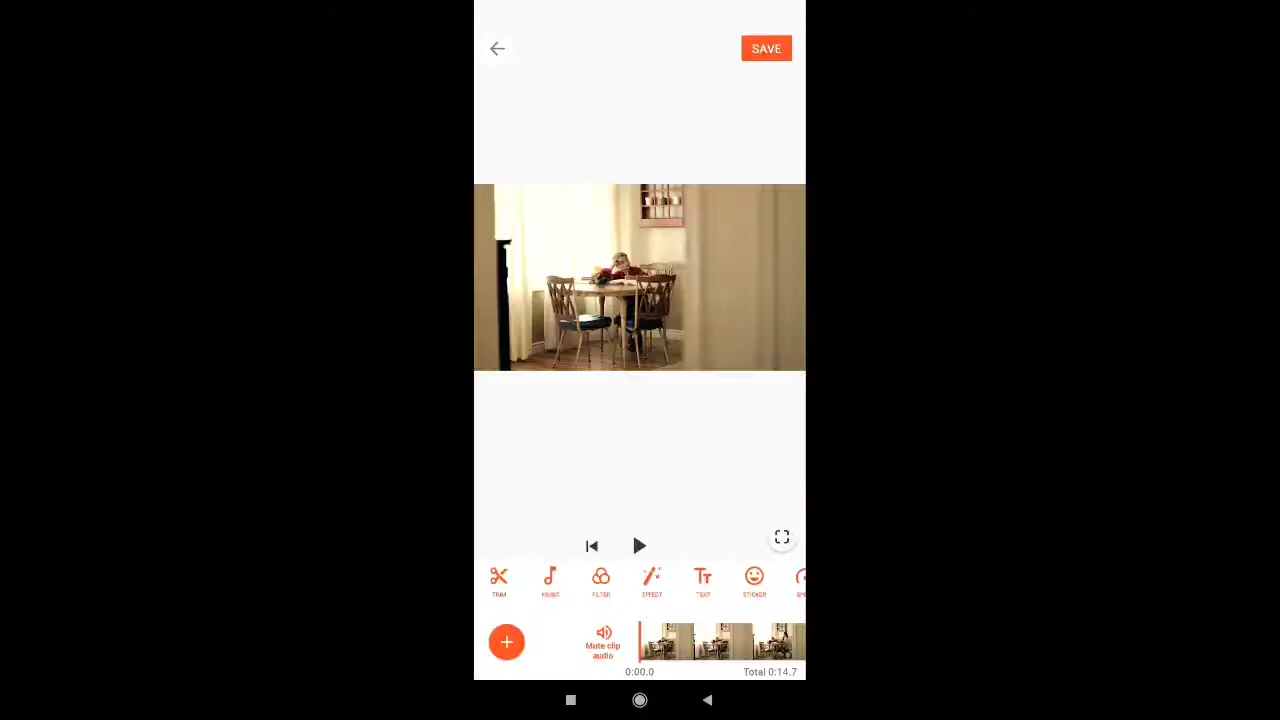 SAVE
TRIM
MUSIC
FILTER
EFFECT
TEXT
STICKER
Mute clip
audio
0:00.0
Total 0:14.7